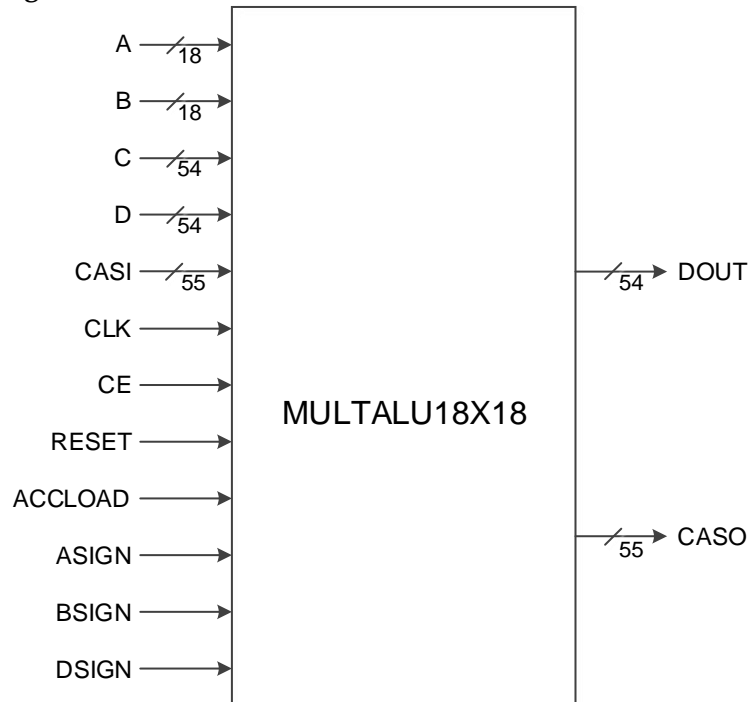 A
18
B
18
C
54
D
54
CASI
55
CLK
CE
RESET
ACCLOAD
ASIGN
BSIGN
DSIGN
MULTALU18X18
54
DOUT
55
CASO